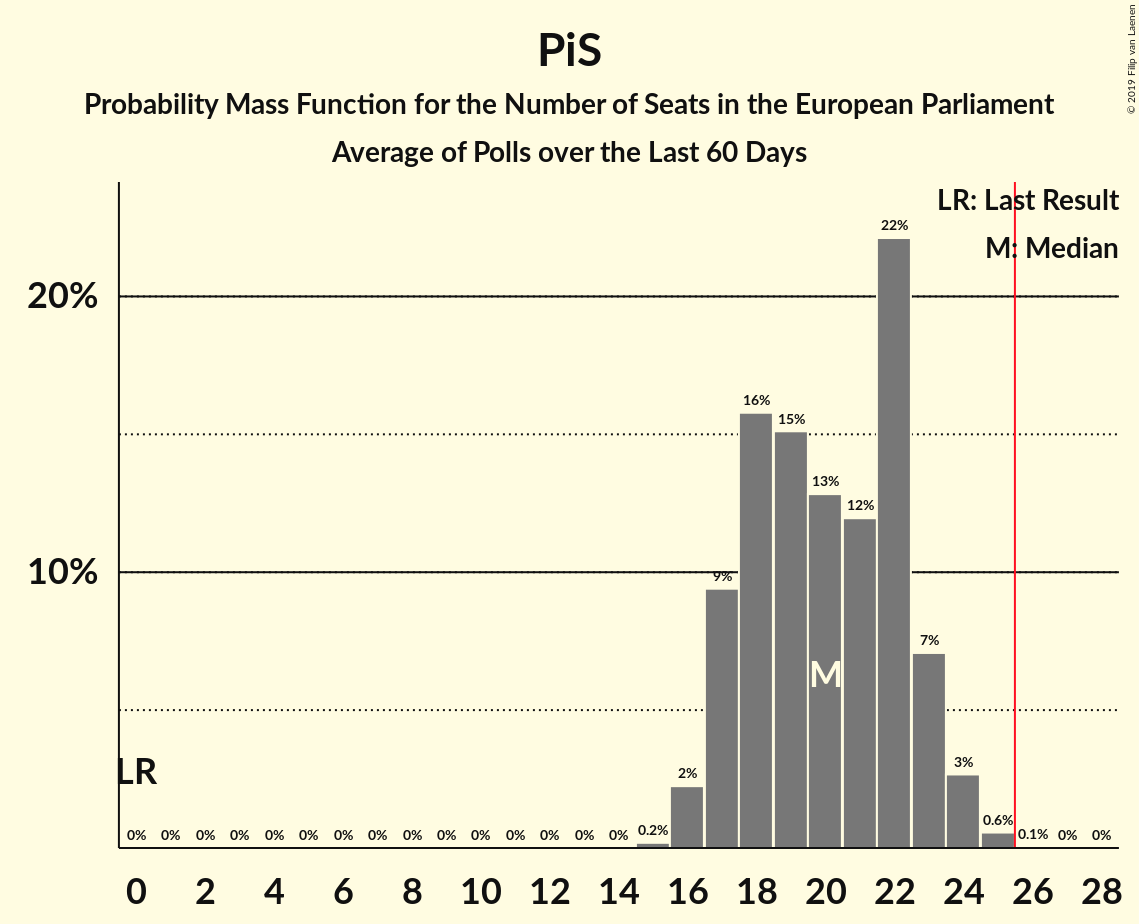 PiS
Probability Mass Function for the Number of Seats in the European Parliament
Average of Polls over the Last 60 Days
© 2019 Filip van Laenen
LR: Last Result
M: Median
22%
20%
16%
15%
13%
12%
10%
9%
7%
M
LR
2%
3%
0% 0% 0% 0% 0% 0% 0% 0% 0% 0% 0% 0% 0% 0% 0% 0.2% 0.6% 0.1% 0% 0%
0 2 4 6 8 10 12 14 16 18 20 22 24 26 28